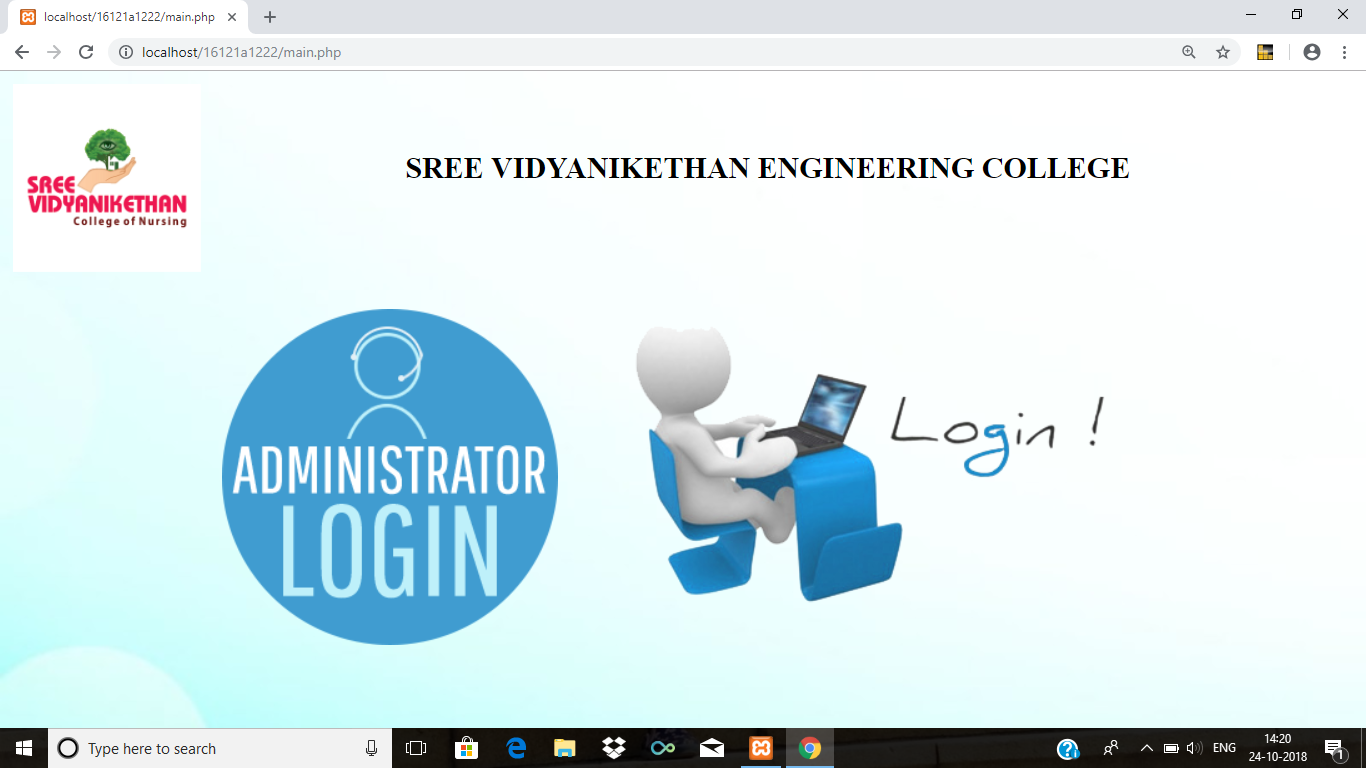 localhost/16121a1222/main.php
localhost/16121a1222/main.php
SREE
VIDYANIKETHAN
College of Nursing
SREE VIDYANIKETHAN ENGINEERING COLLEGE
ADMINISTRATOR
LOGIN
Login !
Type here to search
ENG
14:20
24-10-2018
1